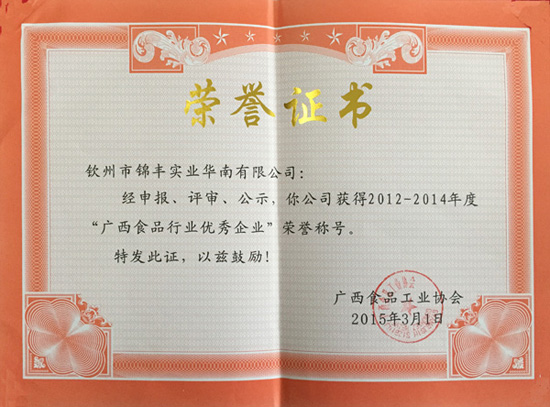 荣誉证书
钦州市锦丰实业华南有限公司:
经申报、评审、公示,你公司获得2012-2014年度
“广西食品行业优秀企业”荣誉称号。
特发此证,以兹鼓励!
广西食品工业协会
2015年3月1日